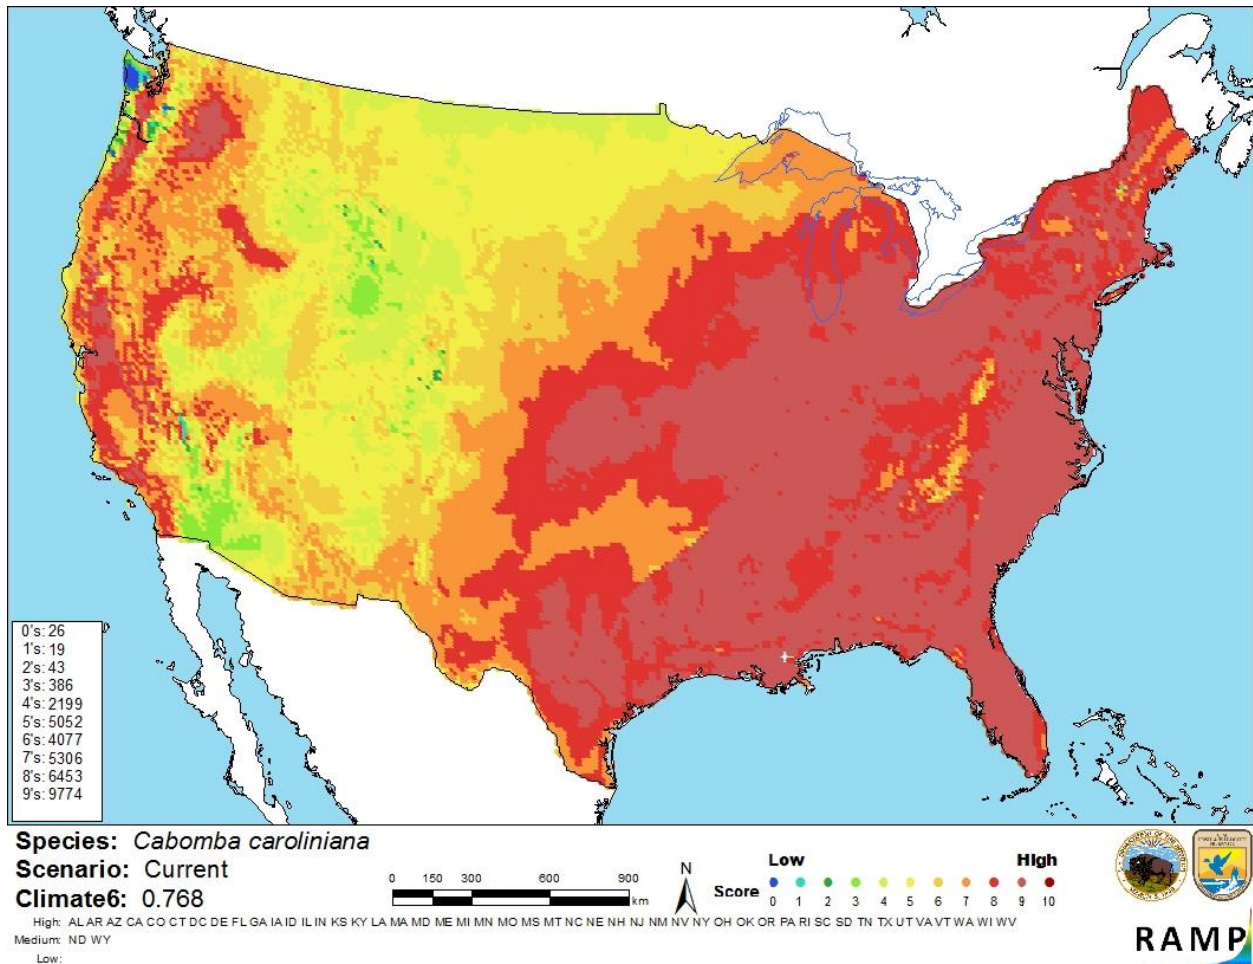 0's: 26
1's: 19
2's: 43
3's: 386
4's: 2199
5's: 5052
6's: 4077
7's: 5306
8's: 6453
9's: 9774
Species: Cabomba caroliniana
Scenario: Current
Climate6: 0.768
0 150 300 600 900
km
N
Low High
Score 0 1 2 3 4 5 6 7 8 9 10
High: AL AR AZ CA CO CT DC DE FL GA IA ID IL IN KS KY LA MA MD ME MI MN MO MS MT NC NE NH NJ NM NV NY OH OK OR PA RI SC SD TN TX UT VA VT WA WI WV
Medium: ND WY
Low:
RAMP